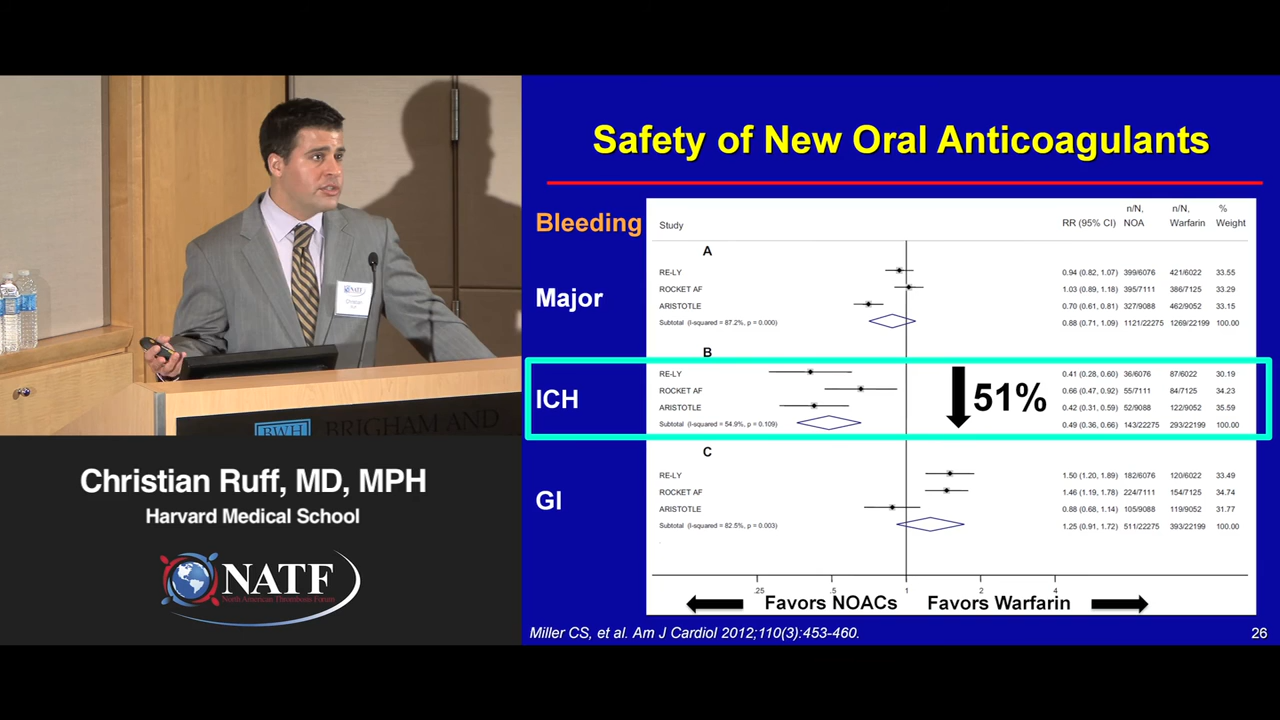 Safety of New Oral Anticoagulants
Bleeding
Study
RR (95% CI)
n/N, NOA
n/N, Warfarin
% Weight
Major
A
RE-LY 0.94 (0.82, 1.07) 399/6076 421/6022 33.55
ROCKET AF 1.03 (0.89, 1.18) 395/7111 386/7125 33.29
ARISTOTLE 0.70 (0.61, 0.81) 327/9088 462/9052 33.15
Subtotal (I-squared = 87.2%, p = 0.000) 0.88 (0.71, 1.09) 1121/22275 1269/22199 100.00
ICH
B
RE-LY 0.41 (0.28, 0.60) 36/6076 87/6022 30.19
ROCKET AF 0.66 (0.47, 0.92) 55/7111 84/7125 34.23
ARISTOTLE 0.42 (0.31, 0.59) 52/9088 122/9052 35.59
Subtotal (I-squared = 54.9%, p = 0.109) 0.49 (0.36, 0.66) 143/22275 293/22199 100.00
51%
GI
C
RE-LY 1.50 (1.20, 1.89) 182/6076 120/6022 33.49
ROCKET AF 1.46 (1.19, 1.78) 224/7111 154/7125 34.74
ARISTOTLE 0.88 (0.68, 1.14) 105/9088 119/9052 31.77
Subtotal (I-squared = 82.5%, p = 0.003) 1.25 (0.91, 1.72) 511/22275 393/22199 100.00
.25 .5 1 2 4
Favors NOACs Favors Warfarin
Miller CS, et al. Am J Cardiol 2012;110(3):453-460.
26
NATF
Christian
BWH BRIGHAM AND
Christian Ruff, MD, MPH
Harvard Medical School
NATF
North American Thrombosis Forum